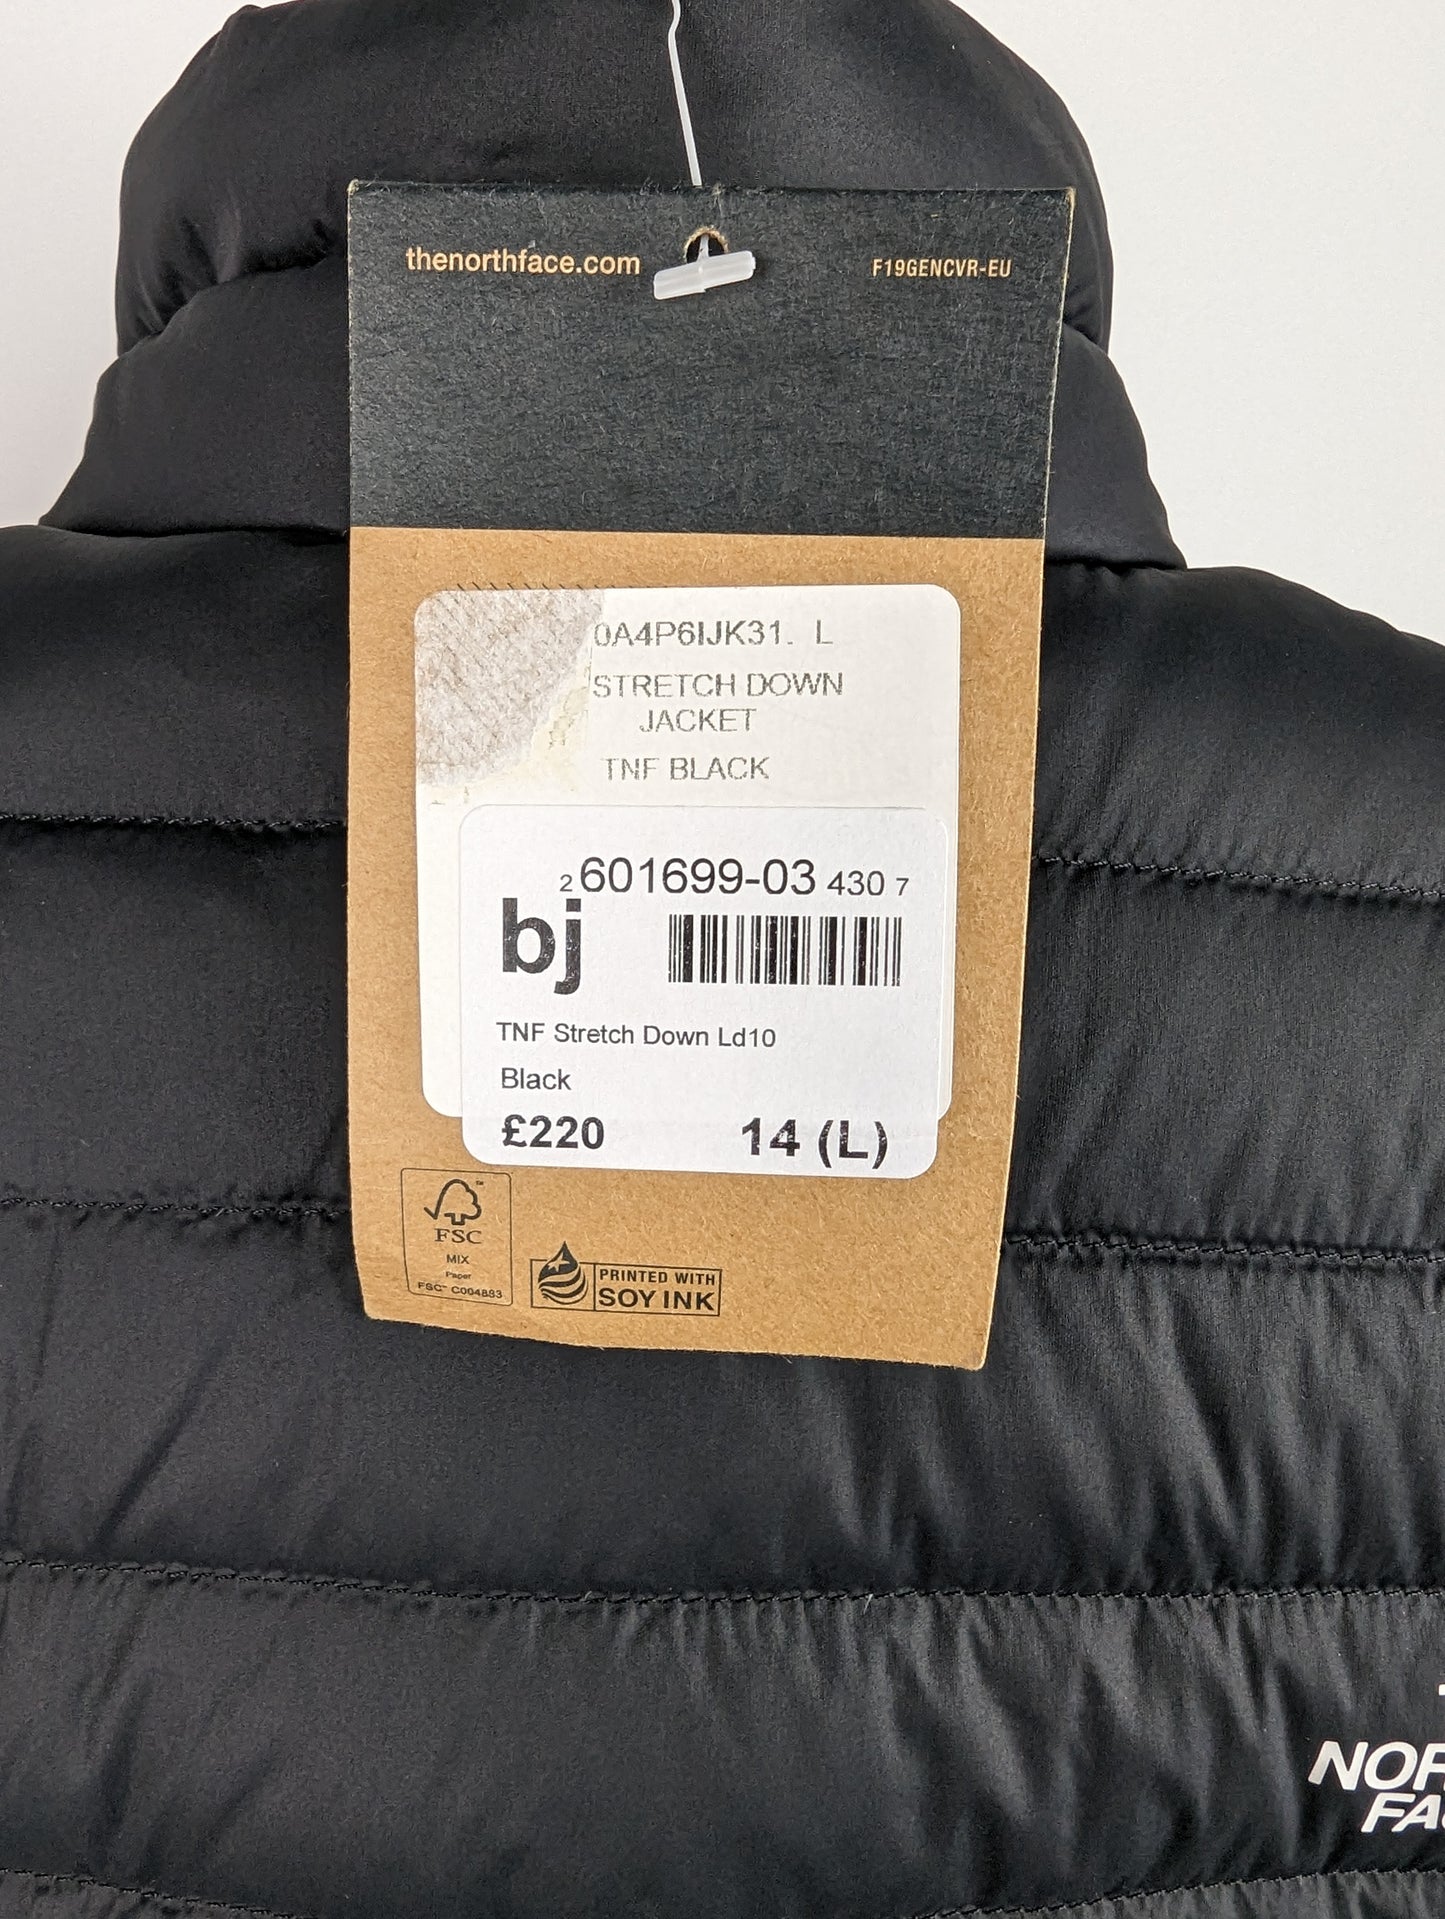 thenorthface.com F19GENCVR-EU
0A4P6IJK31. L
STRETCH DOWN
JACKET
TNF BLACK
2 601699-03 430 7
bj
TNF Stretch Down Ld10
Black
£220 14 (L)
FSC
MIX
Paper
FSC™ C004883
PRINTED WITH
SOY INK
NOR
FA